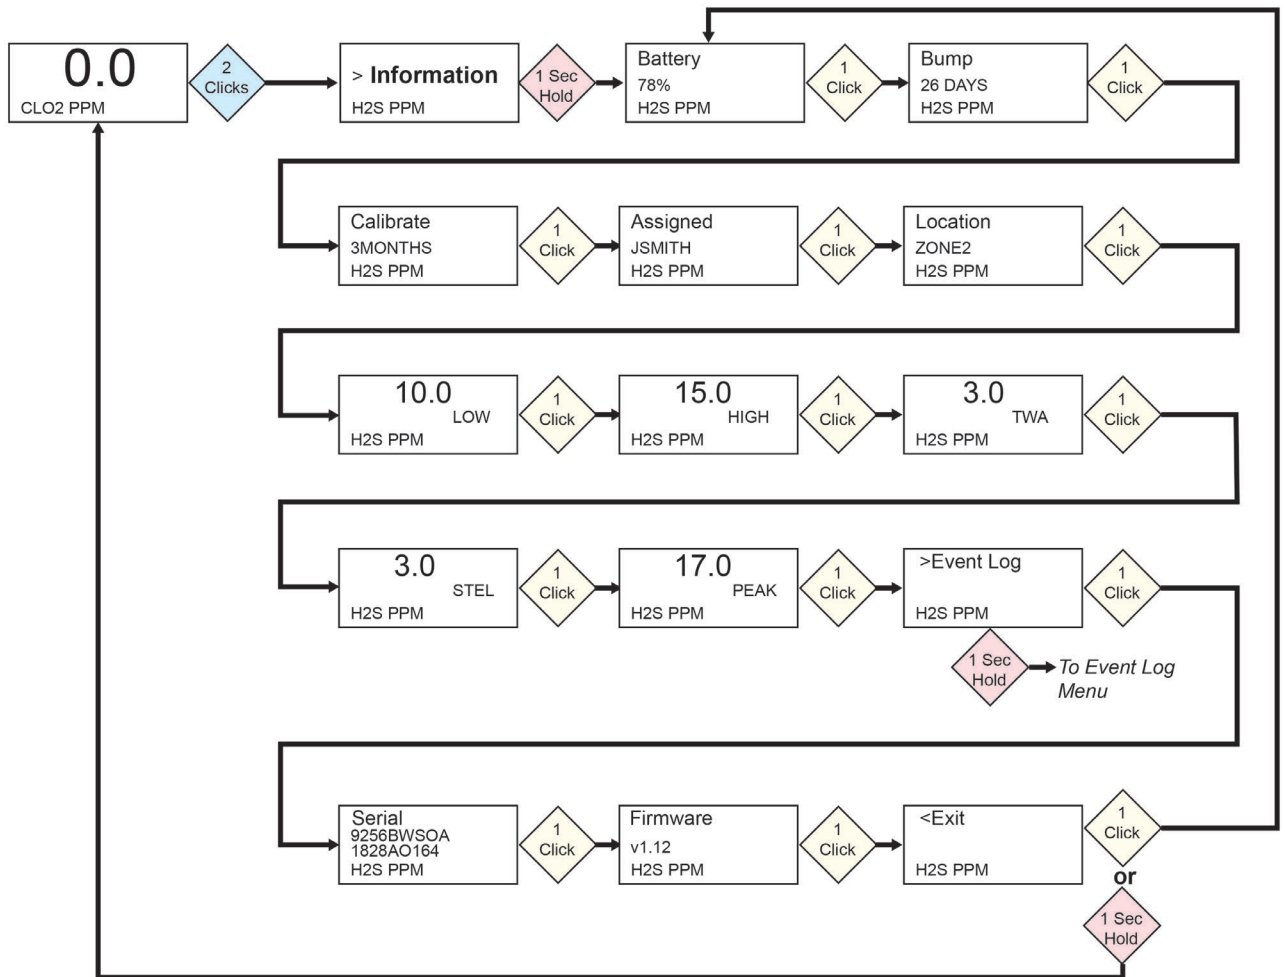 0.0
CLO2 PPM
2
Clicks
> Information
H2S PPM
1 Sec
Hold
Battery
78%
H2S PPM
1
Click
Bump
26 DAYS
H2S PPM
1
Click
Calibrate
3MONTHS
H2S PPM
1
Click
Assigned
JSMITH
H2S PPM
1
Click
Location
ZONE2
H2S PPM
1
Click
10.0
LOW
H2S PPM
1
Click
15.0
HIGH
H2S PPM
1
Click
3.0
TWA
H2S PPM
1
Click
3.0
STEL
H2S PPM
1
Click
17.0
PEAK
H2S PPM
1
Click
>Event Log
H2S PPM
1
Click
1 Sec
Hold
To Event Log
Menu
Serial
9256BWSOA
1828AO164
H2S PPM
1
Click
Firmware
v1.12
H2S PPM
1
Click
<Exit
H2S PPM
1
Click
or
1 Sec
Hold